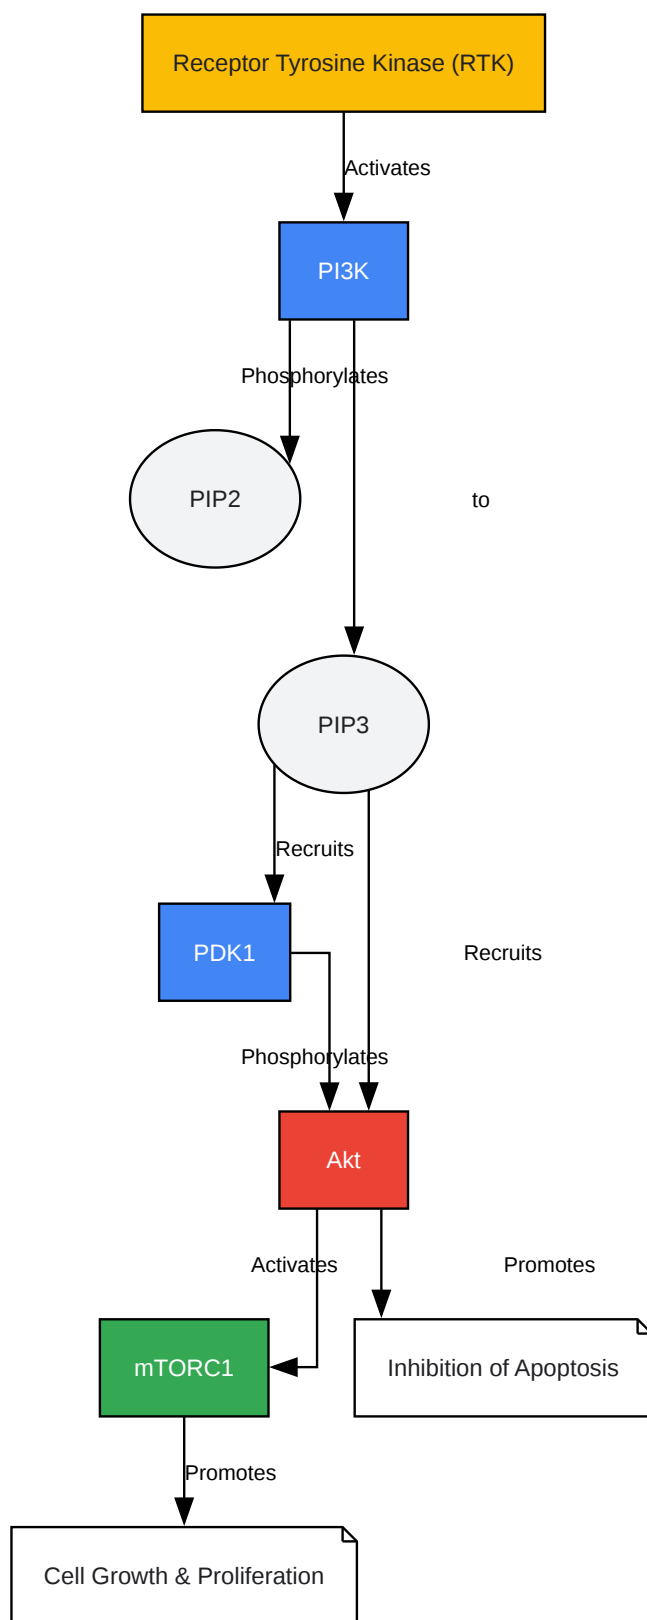 Receptor Tyrosine Kinase (RTK)
Activates
PI3K
Phosphorylates
PIP2
to
PIP3
Recruits
PDK1
Recruits
Phosphorylates
Akt
Activates
Promotes
mTORC1
Inhibition of Apoptosis
Promotes
Cell Growth & Proliferation